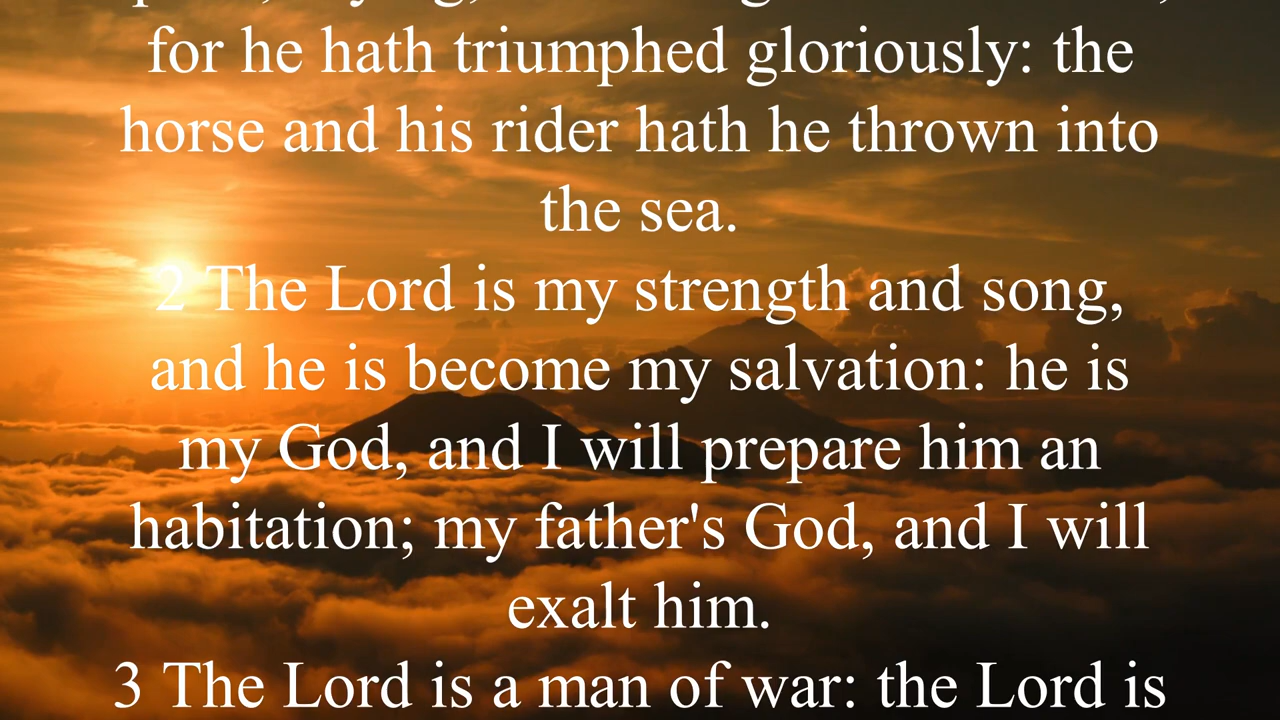 for he hath triumphed gloriously: the
horse and his rider hath he thrown into
the sea.
2 The Lord is my strength and song,
and he is become my salvation: he is
my God, and I will prepare him an
habitation; my father's God, and I will
exalt him.
3 The Lord is a man of war: the Lord is